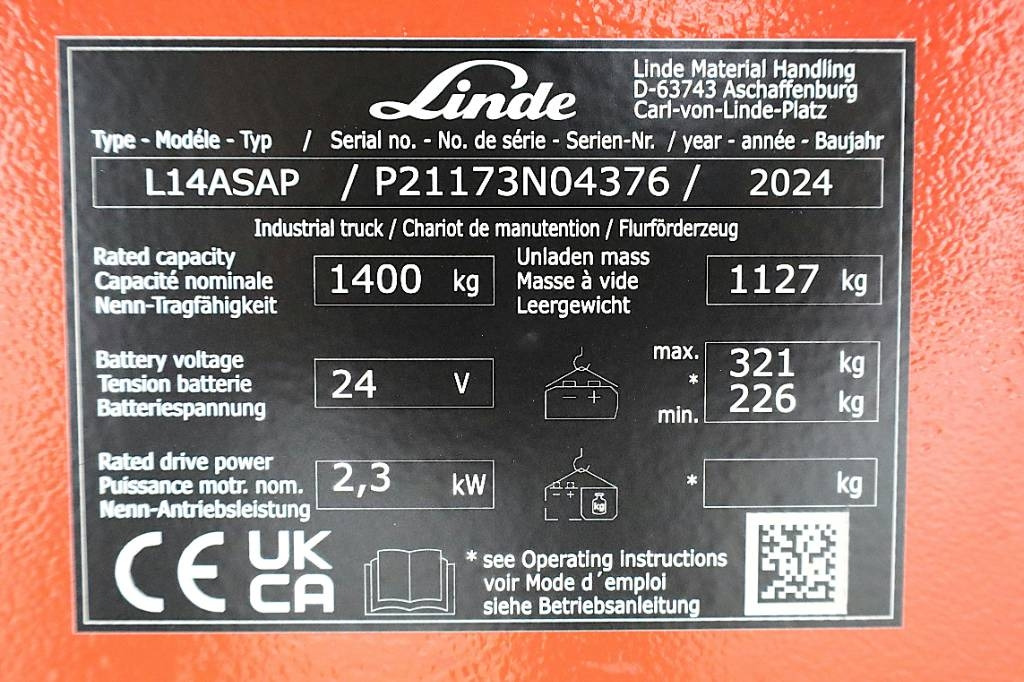 Linde
Linde Material Handling
D-63743 Aschaffenburg
Carl-von-Linde-Platz
Type - Modéle - Typ / Serial no. - No. de série - Serien-Nr. / year - année - Baujahr
L14ASAP / P21173N04376 / 2024
Industrial truck / Chariot de manutention / Flurförderzeug
Rated capacity
Capacité nominale
Nenn-Tragfähigkeit
1400 kg
Unladen mass
Masse à vide
Leergewicht
1127 kg
Battery voltage
Tension batterie
Batteriespannung
24 V
- +
max. 321 kg
*
min. 226 kg
Rated drive power
Puissance motr. nom.
Nenn-Antriebsleistung
2,3 kW
- +
kg
* kg
CE
UK
CA
* see Operating instructions
voir Mode d´emploi
siehe Betriebsanleitung